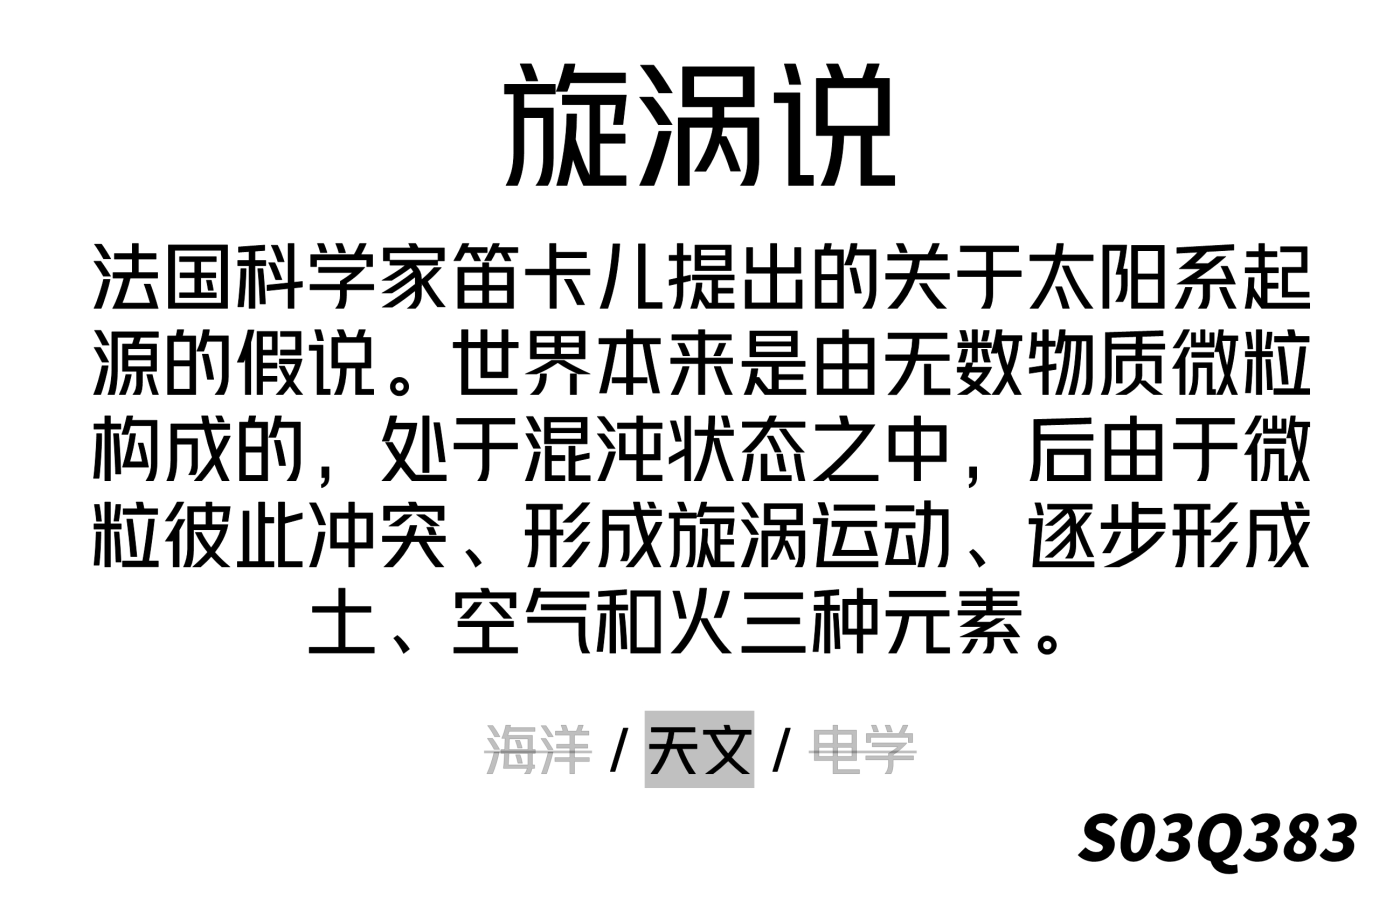 旋涡说
法国科学家笛卡儿提出的关于太阳系起
源的假说。世界本来是由无数物质微粒
构成的，处于混沌状态之中，后由于微
粒彼此冲突、形成旋涡运动、逐步形成
土、空气和火三种元素。
海洋 / 天文 / 电学
S03Q383